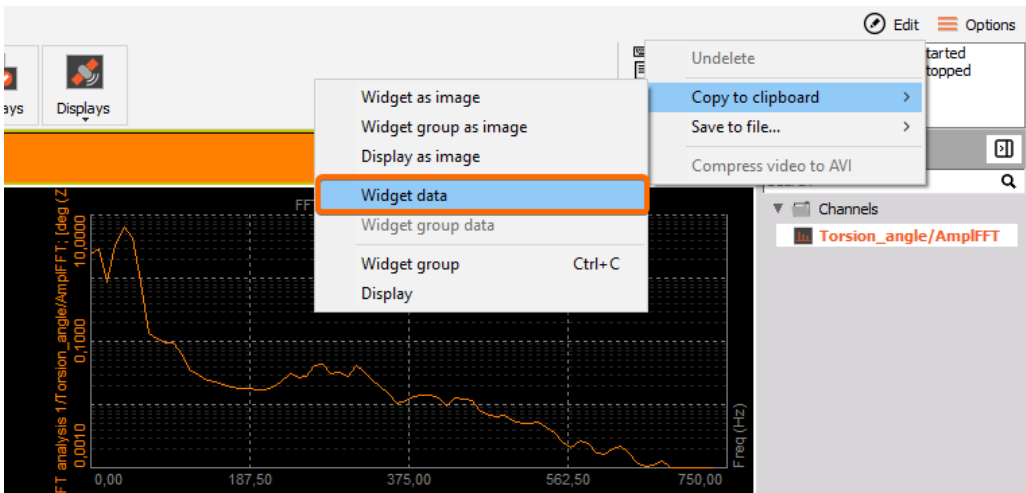 Edit
Options
ays
Displays
tarted
topped
Undelete
Copy to clipboard
Save to file...
Compress video to AVI
Widget as image
Widget group as image
Display as image
Widget data
Widget group data
Widget group Ctrl+C
Display
Channels
Torsion_angle/AmplFFT
FF
FT analysis 1/Torsion_angle/AmplFFT; [deg (Z
10,0000
0,1000
0,0010
0,00 187,50 375,00 562,50 750,00
Freq (Hz)